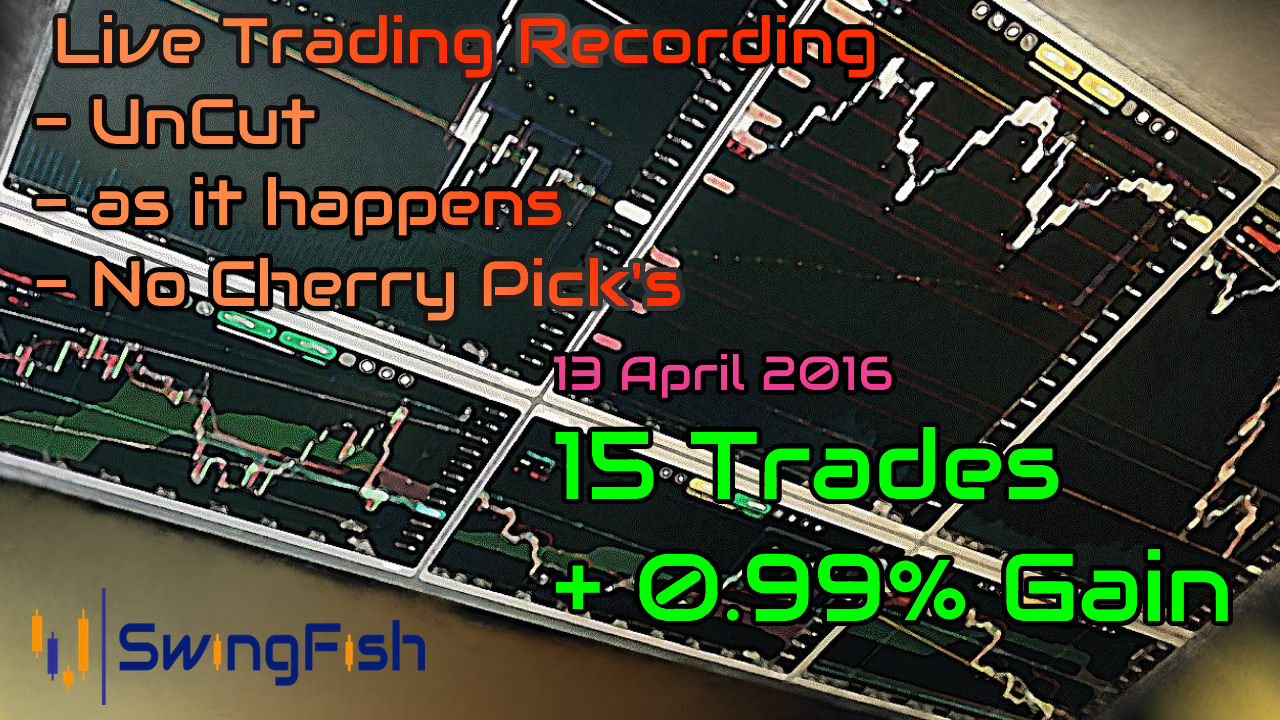 Live Trading Recording
- UnCut
- as it happens
- No Cherry Pick's
13 April 2016
15 Trades
+ 0.99% Gain
SwingFish